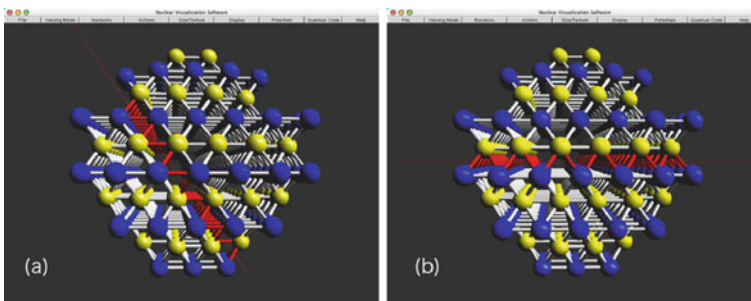 Nuclear Visualization Software
File Viewing Mode Nucleons Actions Size/Texture Display Potentials Quantum Code Help
(a)
Nuclear Visualization Software
File Viewing Mode Nucleons Actions Size/Texture Display Potentials Quantum Code Help
(b)